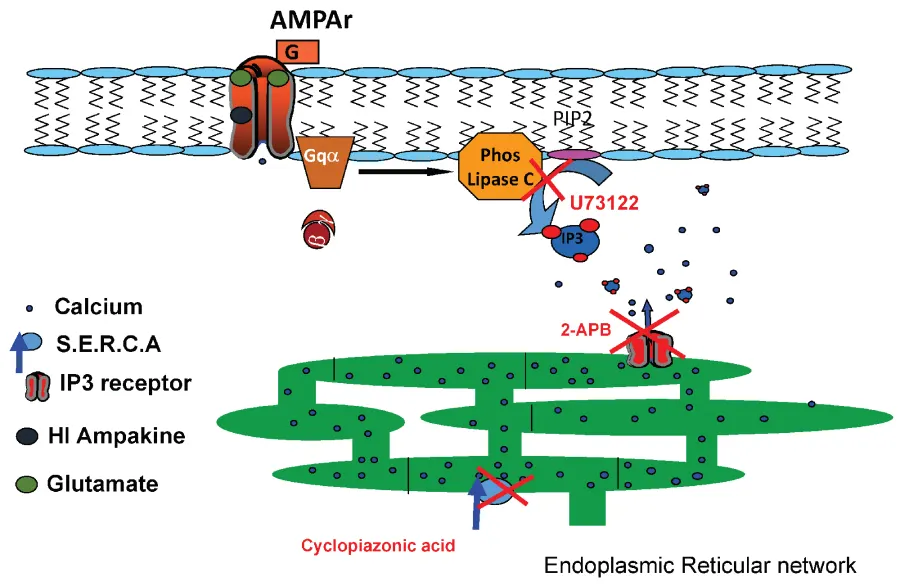 AMPAr
G
PIP2
Gqα
Phos
Lipase C
U73122
β γ
IP3
Calcium
S.E.R.C.A
2-APB
IP3 receptor
HI Ampakine
Glutamate
Cyclopiazonic acid
Endoplasmic Reticular network